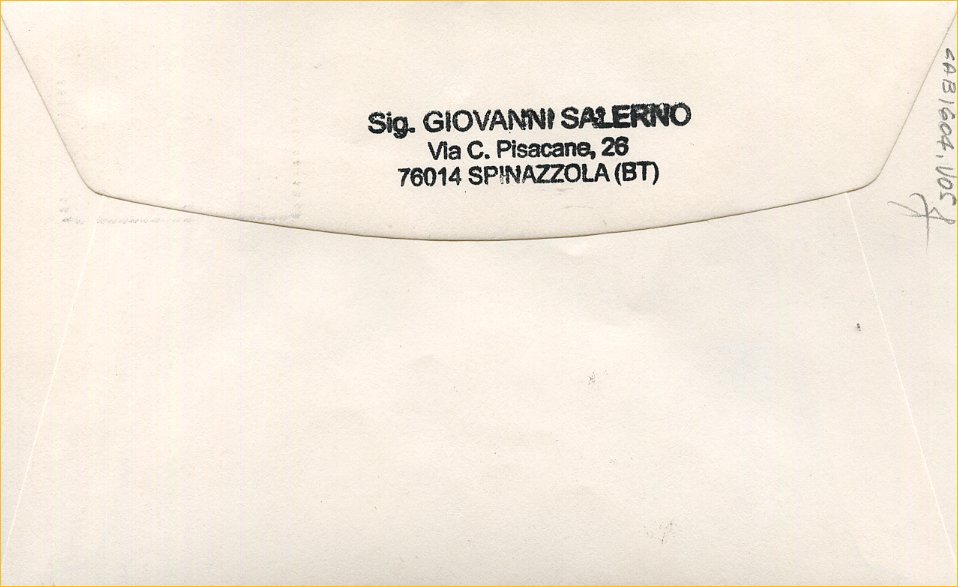 Sig. GIOVANNI SALERNO
Via C. Pisacane, 26
76014 SPINAZZOLA (BT)